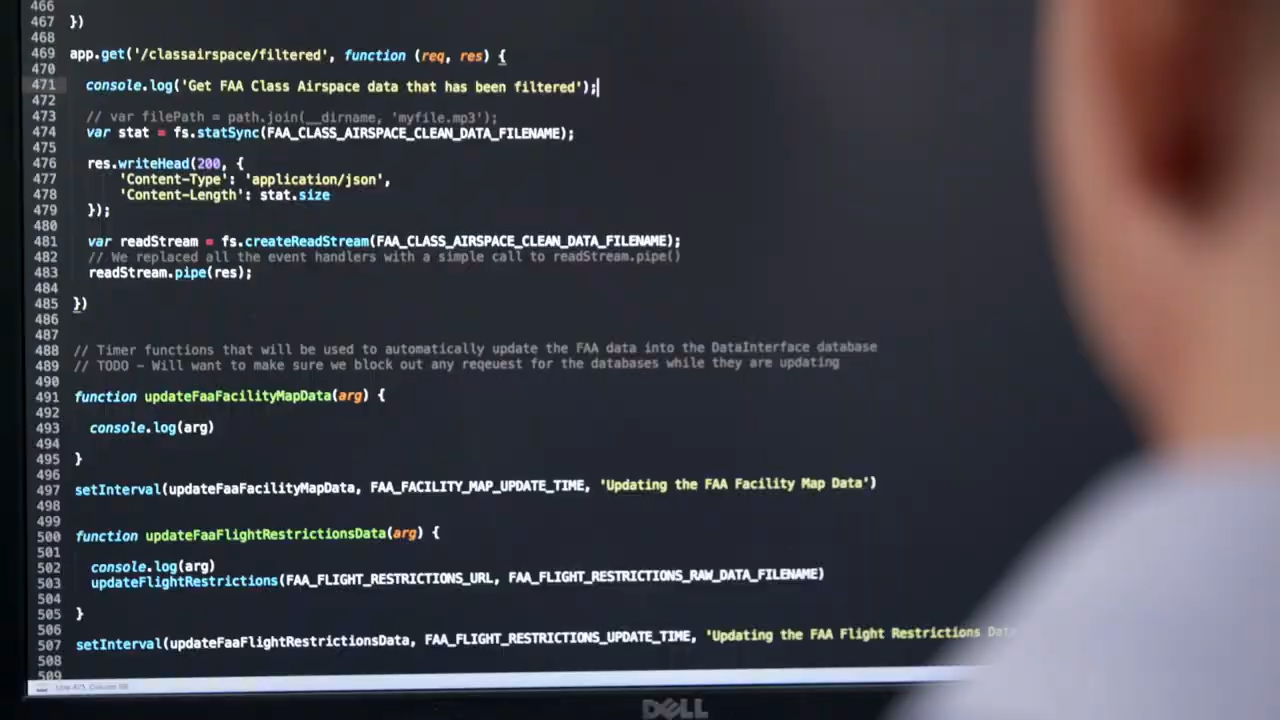 466
467 })
468
469 app.get('/classairspace/filtered', function (req, res) {
470
471 console.log('Get FAA Class Airspace data that has been filtered');
472
473 // var filePath = path.join(__dirname, 'myfile.mp3');
474 var stat = fs.statSync(FAA_CLASS_AIRSPACE_CLEAN_DATA_FILENAME);
475
476 res.writeHead(200, {
477 'Content-Type': 'application/json',
478 'Content-Length': stat.size
479 });
480
481 var readStream = fs.createReadStream(FAA_CLASS_AIRSPACE_CLEAN_DATA_FILENAME);
482 // We replaced all the event handlers with a simple call to readStream.pipe()
483 readStream.pipe(res);
484
485 })
486
487
488 // Timer functions that will be used to automatically update the FAA data into the DataInterface database
489 // TODO - Will want to make sure we block out any reqeuest for the databases while they are updating
490
491 function updateFaaFacilityMapData(arg) {
492
493 console.log(arg)
494
495 }
496
497 setInterval(updateFaaFacilityMapData, FAA_FACILITY_MAP_UPDATE_TIME, 'Updating the FAA Facility Map Data')
498
499
500 function updateFaaFlightRestrictionsData(arg) {
501
502 console.log(arg)
503 updateFlightRestrictions(FAA_FLIGHT_RESTRICTIONS_URL, FAA_FLIGHT_RESTRICTIONS_RAW_DATA_FILENAME)
504
505 }
506
507 setInterval(updateFaaFlightRestrictionsData, FAA_FLIGHT_RESTRICTIONS_UPDATE_TIME, 'Updating the FAA Flight Restrictions
508
509
DELL